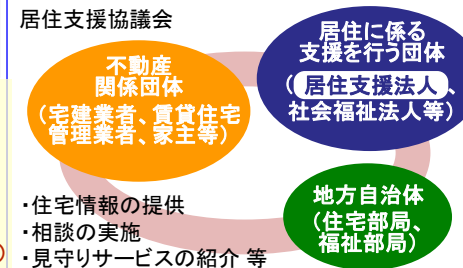 居住支援協議会
不動産
関係団体
（宅建業者、賃貸住宅
管理業者、家主等）
居住に係る
支援を行う団体
（居住支援法人、
社会福祉法人等）
地方自治体
（住宅部局、
福祉部局）
・住宅情報の提供
・相談の実施
・見守りサービスの紹介 等